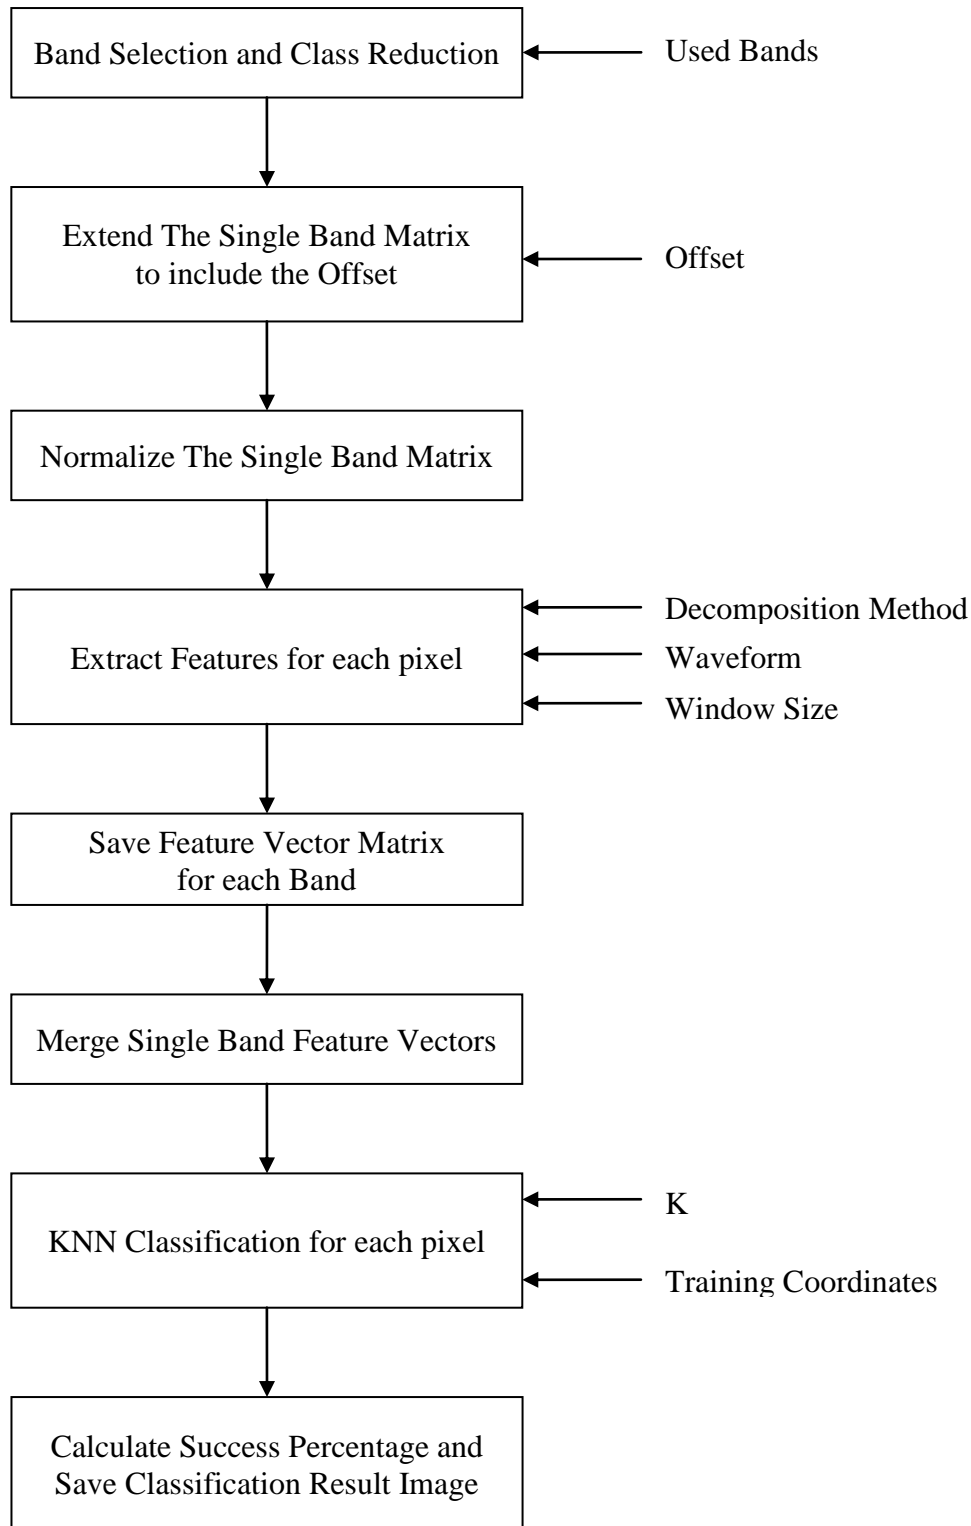 Band Selection and Class Reduction
Used Bands
Extend The Single Band Matrix
to include the Offset
Offset
Normalize The Single Band Matrix
Extract Features for each pixel
Decomposition Method
Waveform
Window Size
Save Feature Vector Matrix
for each Band
Merge Single Band Feature Vectors
KNN Classification for each pixel
K
Training Coordinates
Calculate Success Percentage and
Save Classification Result Image